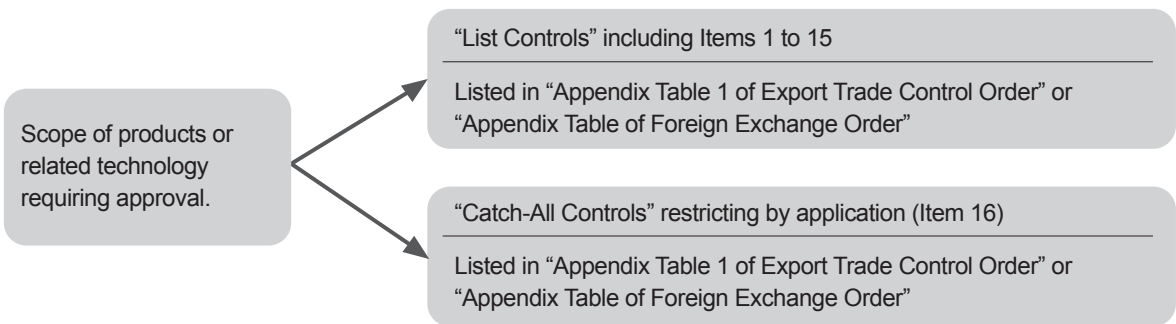 Scope of products or
related technology
requiring approval.
“List Controls” including Items 1 to 15
Listed in “Appendix Table 1 of Export Trade Control Order” or
“Appendix Table of Foreign Exchange Order”
“Catch-All Controls” restricting by application (Item 16)
Listed in “Appendix Table 1 of Export Trade Control Order” or
“Appendix Table of Foreign Exchange Order”